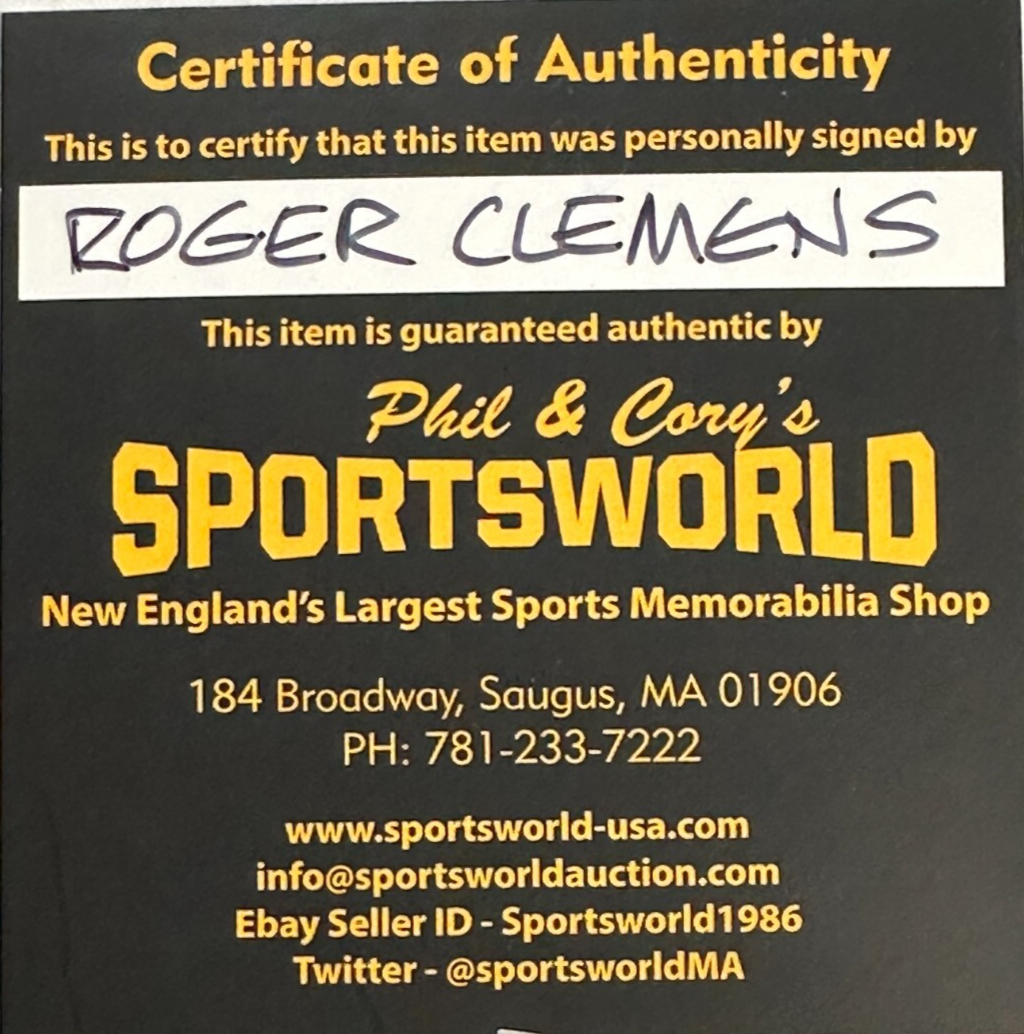 Certificate of Authenticity
This is to certify that this item was personally signed by
ROGER CLEMENS
This item is guaranteed authentic by
Phil & Cory's
SPORTSWORLD
New England's Largest Sports Memorabilia Shop
184 Broadway, Saugus, MA 01906
PH: 781-233-7222
www.sportsworld-usa.com
info@sportsworldauction.com
Ebay Seller ID - Sportsworld1986
Twitter - @sportsworldMA